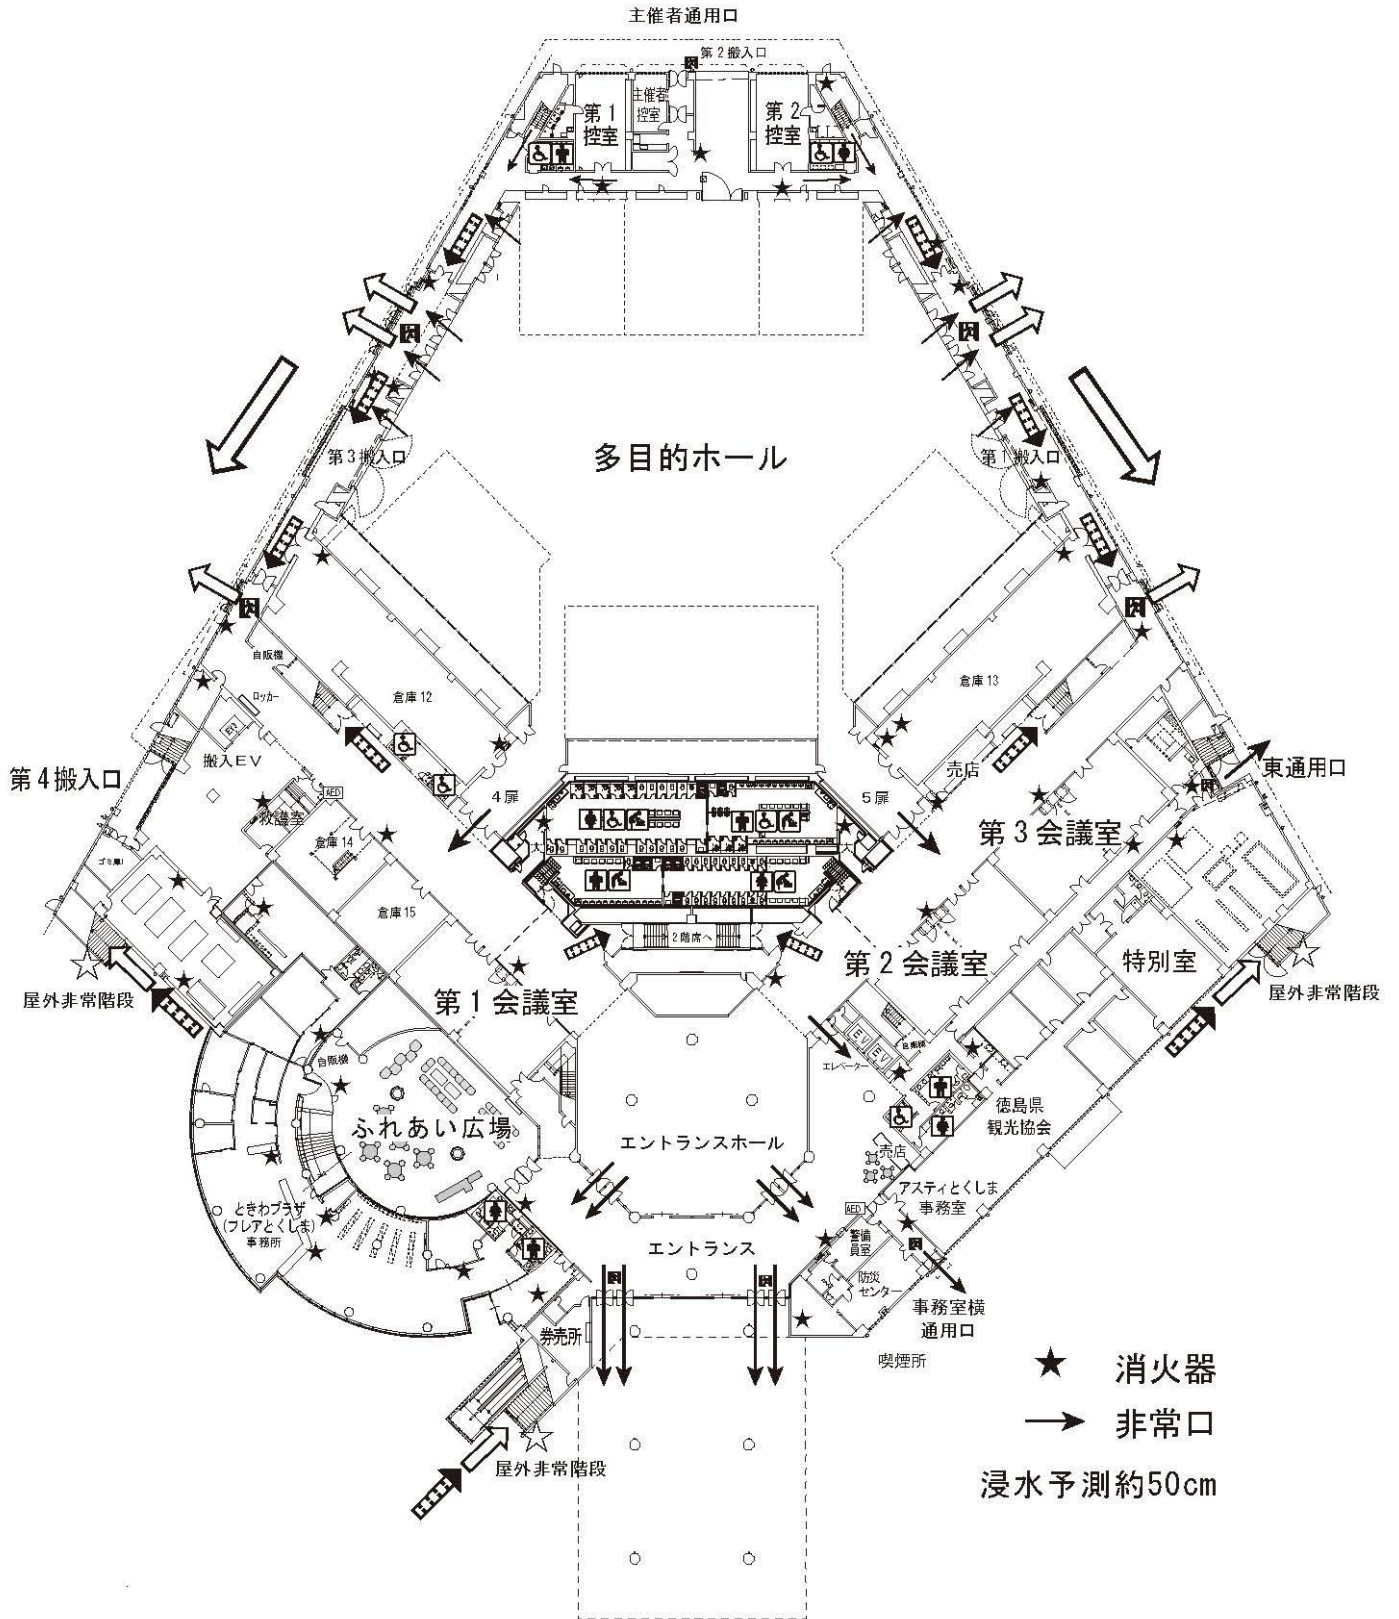 主催者通用口
第2搬入口
第1
控室
主催者
控室
第2
控室
第3搬入口
多目的ホール
第1搬入口
自販機
ロッカー
倉庫12
倉庫13
搬入EV
第4搬入口
AED
救護室
倉庫14
4扉
5扉
売店
東通用口
第3会議室
ゴミ庫1
倉庫15
2階席へ
第2会議室
特別室
屋外非常階段
屋外非常階段
第1会議室
自販機
EV
EV
自販機
エレベーター
ふれあい広場
エントランスホール
徳島県
観光協会
売店
アスティとくしま
事務室
ときわプラザ
(フレアとくしま)
事務所
AED
警備
員室
エントランス
防災
センター
事務室横
通用口
券売所
喫煙所
屋外非常階段
★ 消火器
→ 非常口
浸水予測約50cm